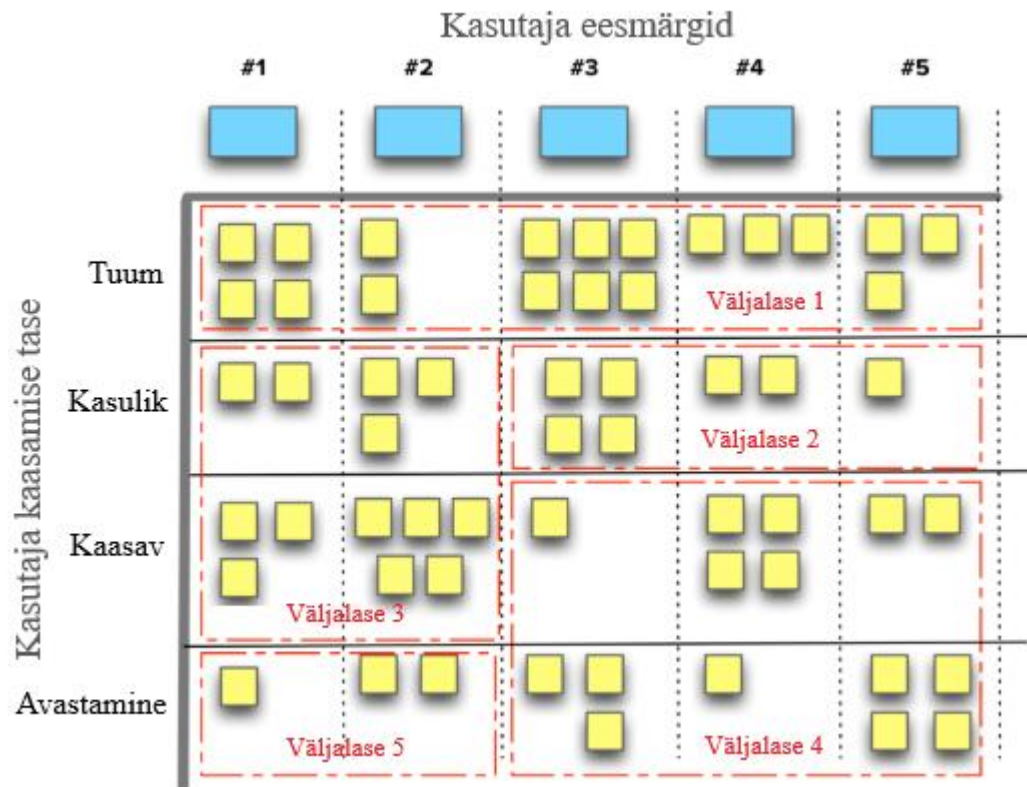 Kasutaja eesmärgid
#1 #2 #3 #4 #5
Kasutaja kaasamise tase
Tuum
Väljalase 1
Kasulik
Väljalase 2
Kaasav
Väljalase 3
Avastamine
Väljalase 5
Väljalase 4